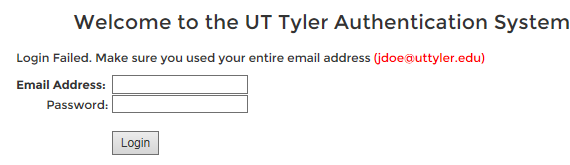 Welcome to the UT Tyler Authentication System
Login Failed. Make sure you used your entire email address (jdoe@uttyler.edu)
Email Address:
Password:
Login